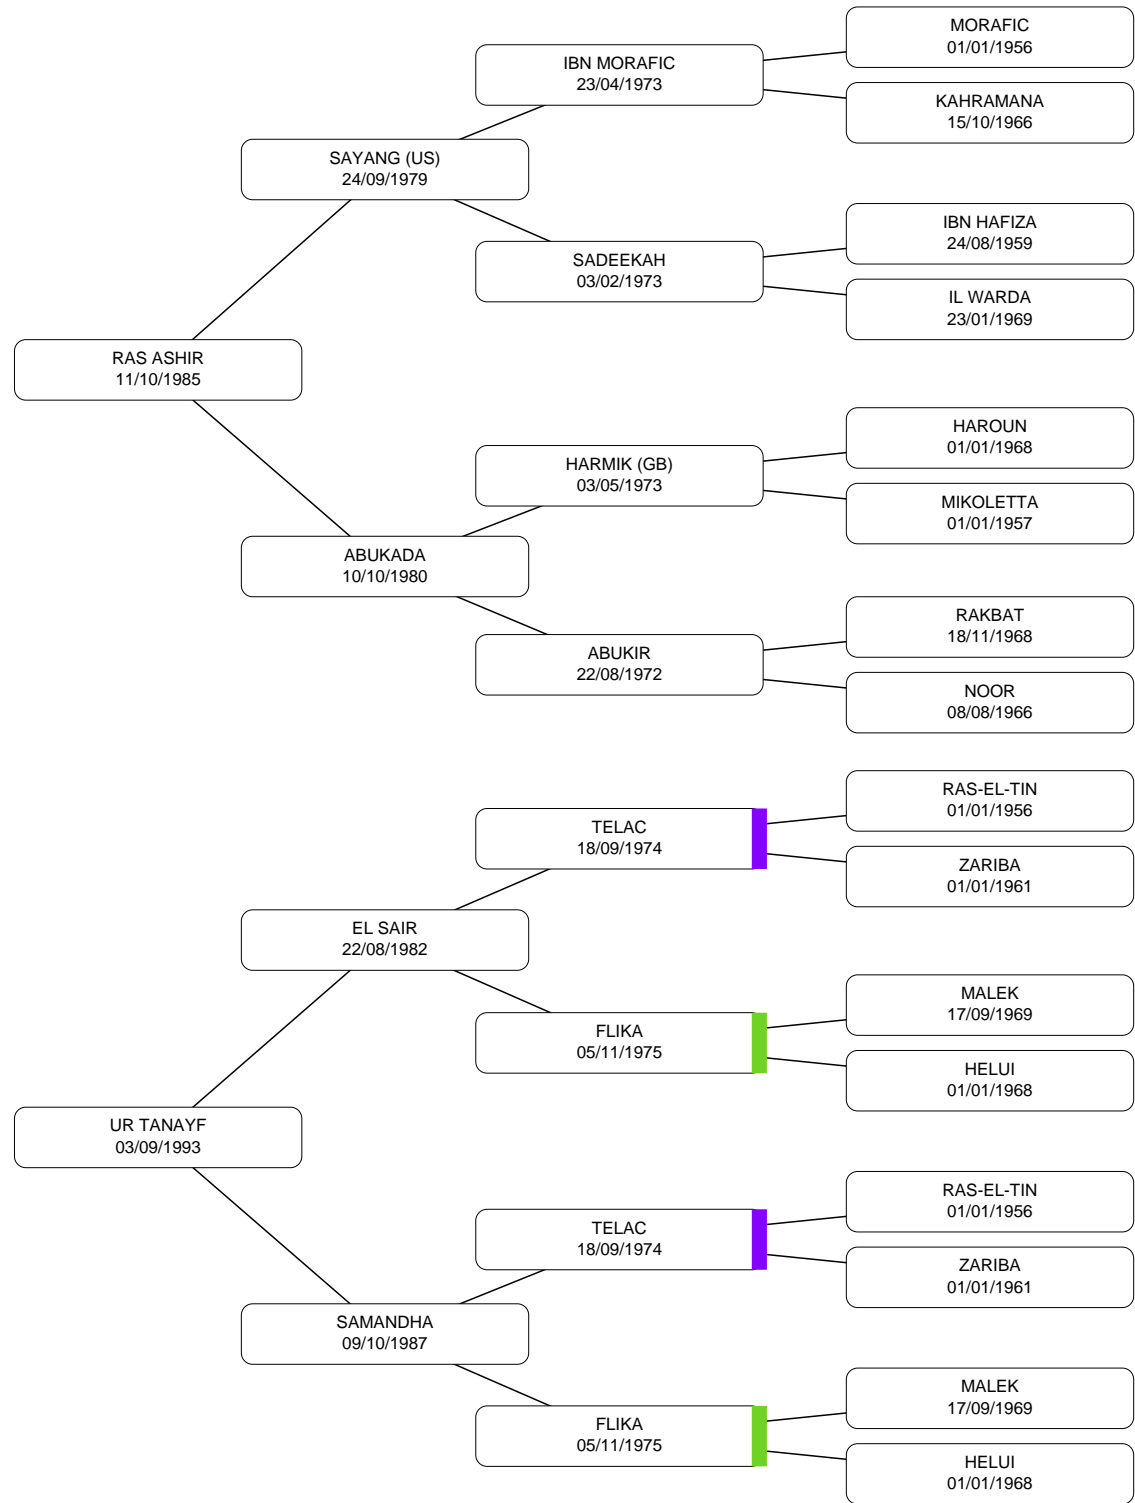 MORAFIC
01/01/1956
IBN MORAFIC
23/04/1973
KAHRAMANA
15/10/1966
SAYANG (US)
24/09/1979
IBN HAFIZA
24/08/1959
SADEEKAH
03/02/1973
IL WARDA
23/01/1969
RAS ASHIR
11/10/1985
HAROUN
01/01/1968
HARMIK (GB)
03/05/1973
MIKOLETTA
01/01/1957
ABUKADA
10/10/1980
RAKBAT
18/11/1968
ABUKIR
22/08/1972
NOOR
08/08/1966
RAS-EL-TIN
01/01/1956
TELAC
18/09/1974
ZARIBA
01/01/1961
EL SAIR
22/08/1982
MALEK
17/09/1969
FLIKA
05/11/1975
HELUI
01/01/1968
UR TANAYF
03/09/1993
RAS-EL-TIN
01/01/1956
TELAC
18/09/1974
ZARIBA
01/01/1961
SAMANDHA
09/10/1987
MALEK
17/09/1969
FLIKA
05/11/1975
HELUI
01/01/1968